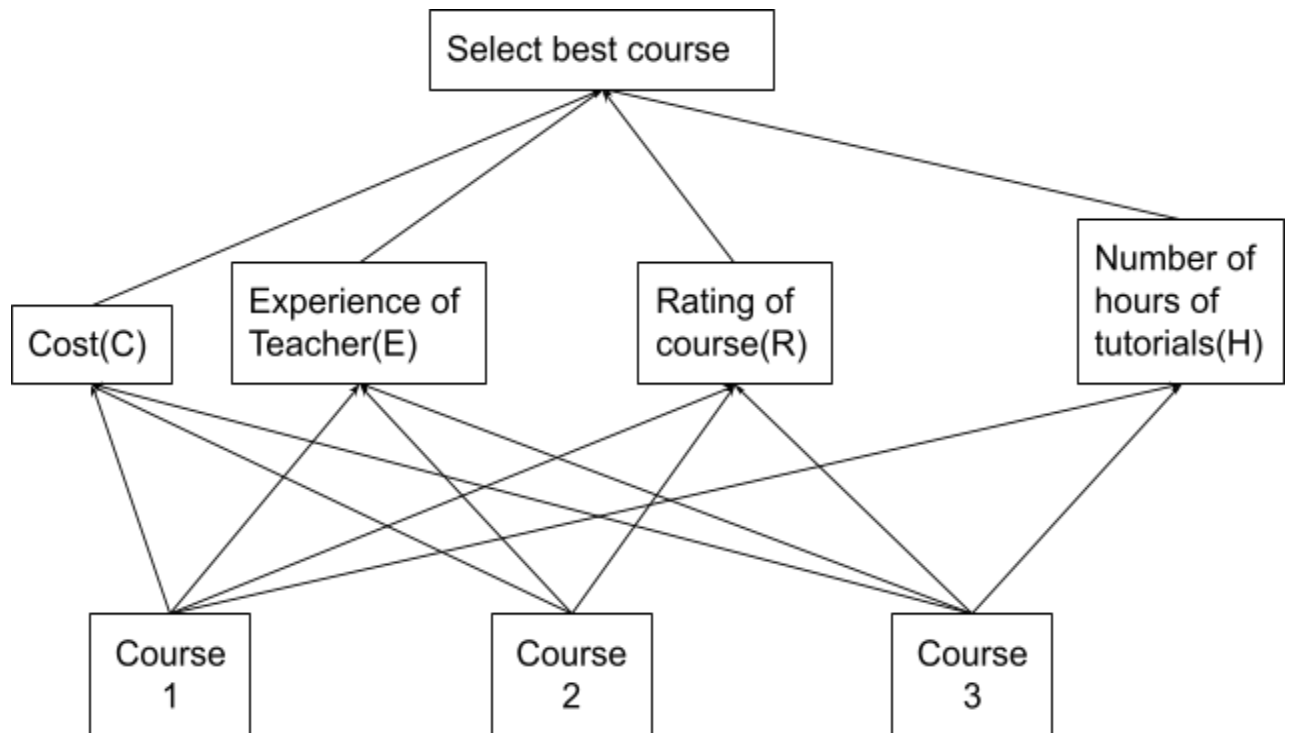 Select best course
Cost(C)
Experience of
Teacher(E)
Rating of
course(R)
Number of
hours of
tutorials(H)
Course
1
Course
2
Course
3